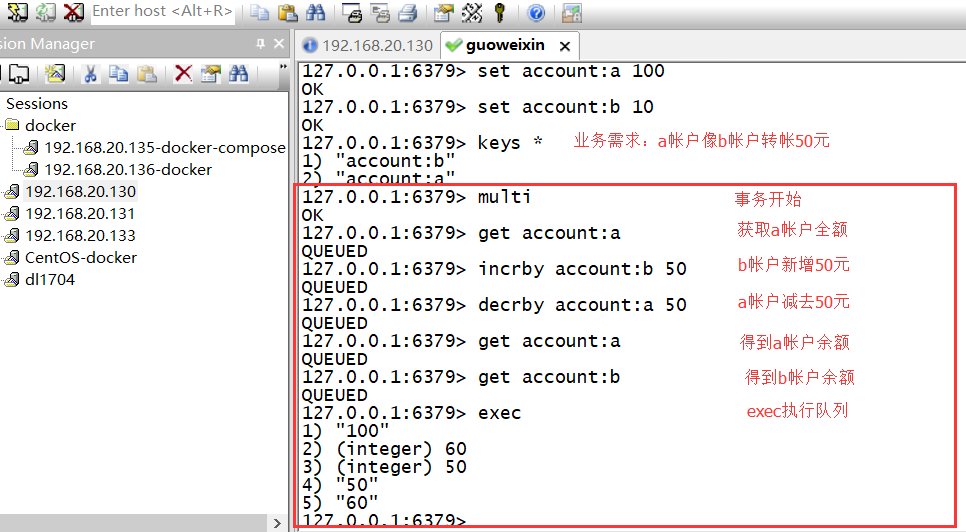 Enter host <Alt+R>
ssion Manager
Sessions
docker
192.168.20.135-docker-compose
192.168.20.136-docker
192.168.20.130
192.168.20.131
192.168.20.133
CentOS-docker
dl1704
192.168.20.130
guoweixin
127.0.0.1:6379> set account:a 100
OK
127.0.0.1:6379> set account:b 10
OK
127.0.0.1:6379> keys * 业务需求：a帐户像b帐户转帐50元
1) "account:b"
2) "account:a"
127.0.0.1:6379> multi 事务开始
OK
127.0.0.1:6379> get account:a 获取a帐户全额
QUEUED
127.0.0.1:6379> incrby account:b 50 b帐户新增50元
QUEUED
127.0.0.1:6379> decrby account:a 50 a帐户减去50元
QUEUED
127.0.0.1:6379> get account:a 得到a帐户余额
QUEUED
127.0.0.1:6379> get account:b 得到b帐户余额
QUEUED
127.0.0.1:6379> exec exec执行队列
1) "100"
2) (integer) 60
3) (integer) 50
4) "50"
5) "60"
127.0.0.1:6379>